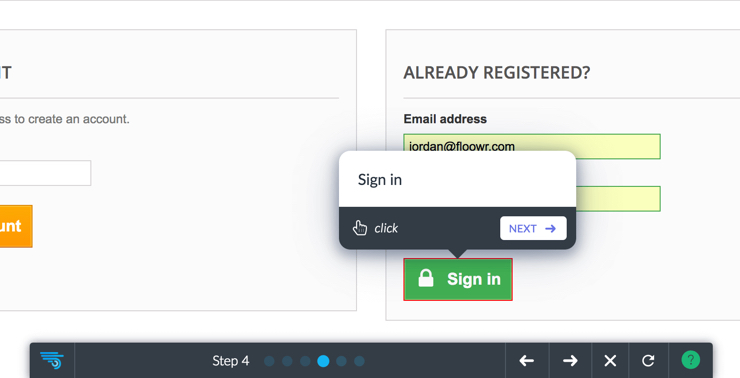 T
ALREADY REGISTERED?
ss to create an account.
Email address
jordan@floowr.com
Sign in
click
NEXT
unt
Sign in
Step 4
?